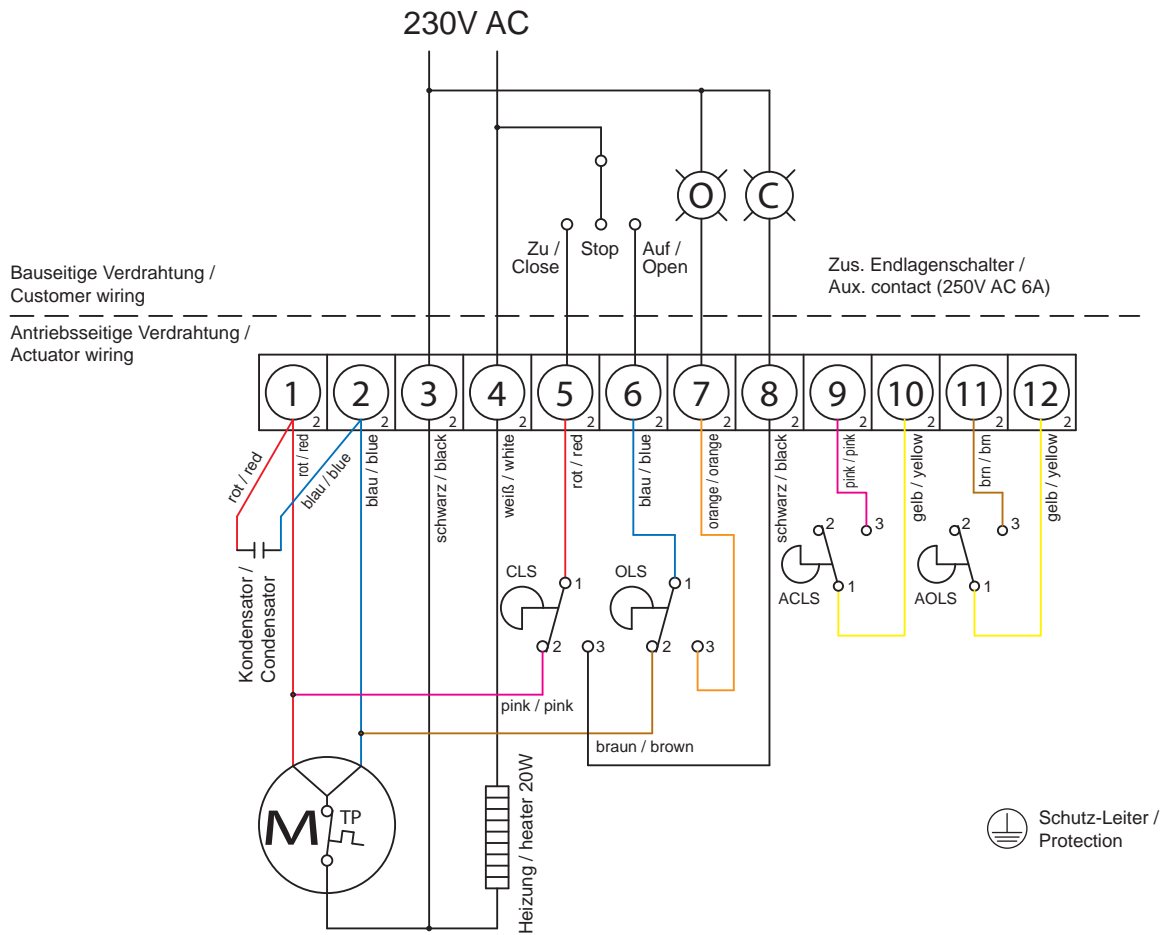 230V AC
O
C
Zu /
Close
Stop
Auf /
Open
Bauseitige Verdrahtung /
Customer wiring
Zus. Endlagenschalter /
Aux. contact (250V AC 6A)
Antriebsseitige Verdrahtung /
Actuator wiring
1 2 3 4 5 6 7 8 9 10 11 12
2 2 2 2 2 2 2 2 2 2 2 2
rot / red
rot / red
blau / blue
blau / blue
schwarz / black
weiß / white
rot / red
blau / blue
orange / orange
schwarz / black
pink / pink
gelb / yellow
brn / brn
gelb / yellow
Kondensator /
Condensator
CLS
1
2
3
OLS
1
2
3
2
3
1
ACLS
2
3
1
AOLS
pink / pink
braun / brown
M
TP
Heizung / heater 20W
Schutz-Leiter /
Protection